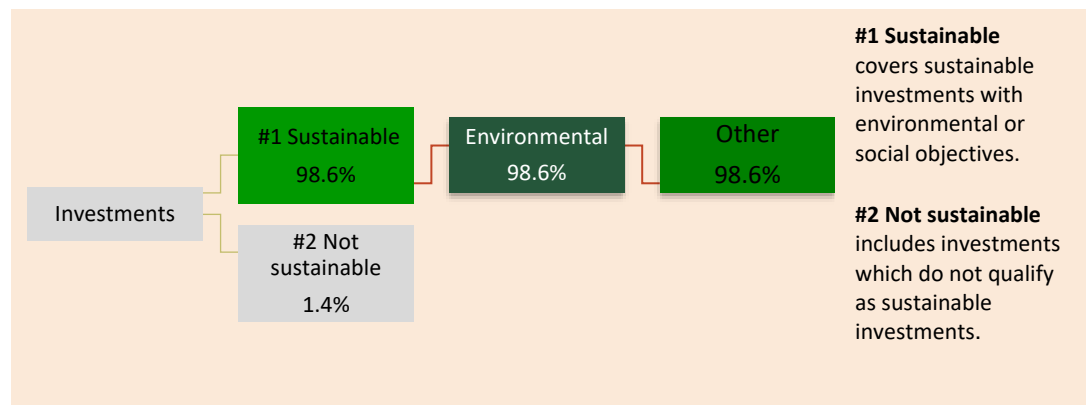 Investments
#1 Sustainable
98.6%
#2 Not
sustainable
1.4%
Environmental
98.6%
Other
98.6%
#1 Sustainable
covers sustainable
investments with
environmental or
social objectives.
#2 Not sustainable
includes investments
which do not qualify
as sustainable
investments.